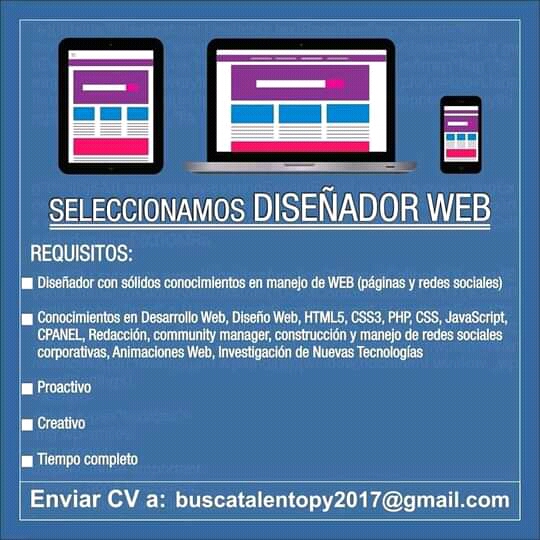 SELECCIONAMOS DISEÑADOR WEB
REQUISITOS:
Diseñador con sólidos conocimientos en manejo de WEB (páginas y redes sociales)
Conocimientos en Desarrollo Web, Diseño Web, HTML5, CSS3, PHP, CSS, JavaScript,
CPANEL, Redacción, community manager, construcción y manejo de redes sociales
corporativas, Animaciones Web, Investigación de Nuevas Tecnologías
Proactivo
Creativo
Tiempo completo
Enviar CV a: buscatalentopy2017@gmail.com